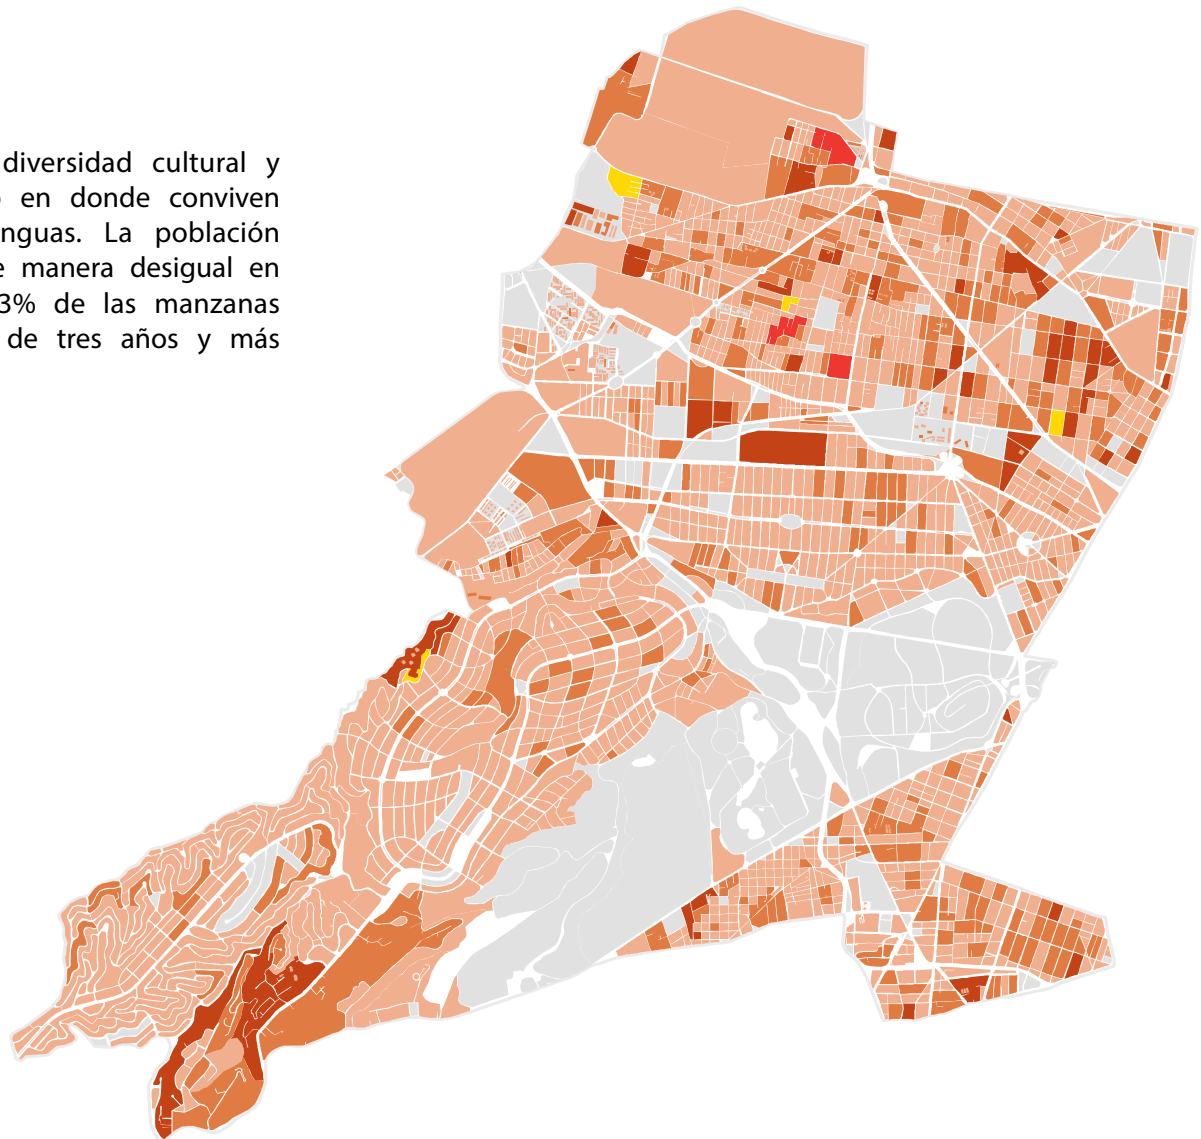 diversidad cultural y
en donde conviven
nguas. La población
manera desigual en
3% de las manzanas
de tres años y más